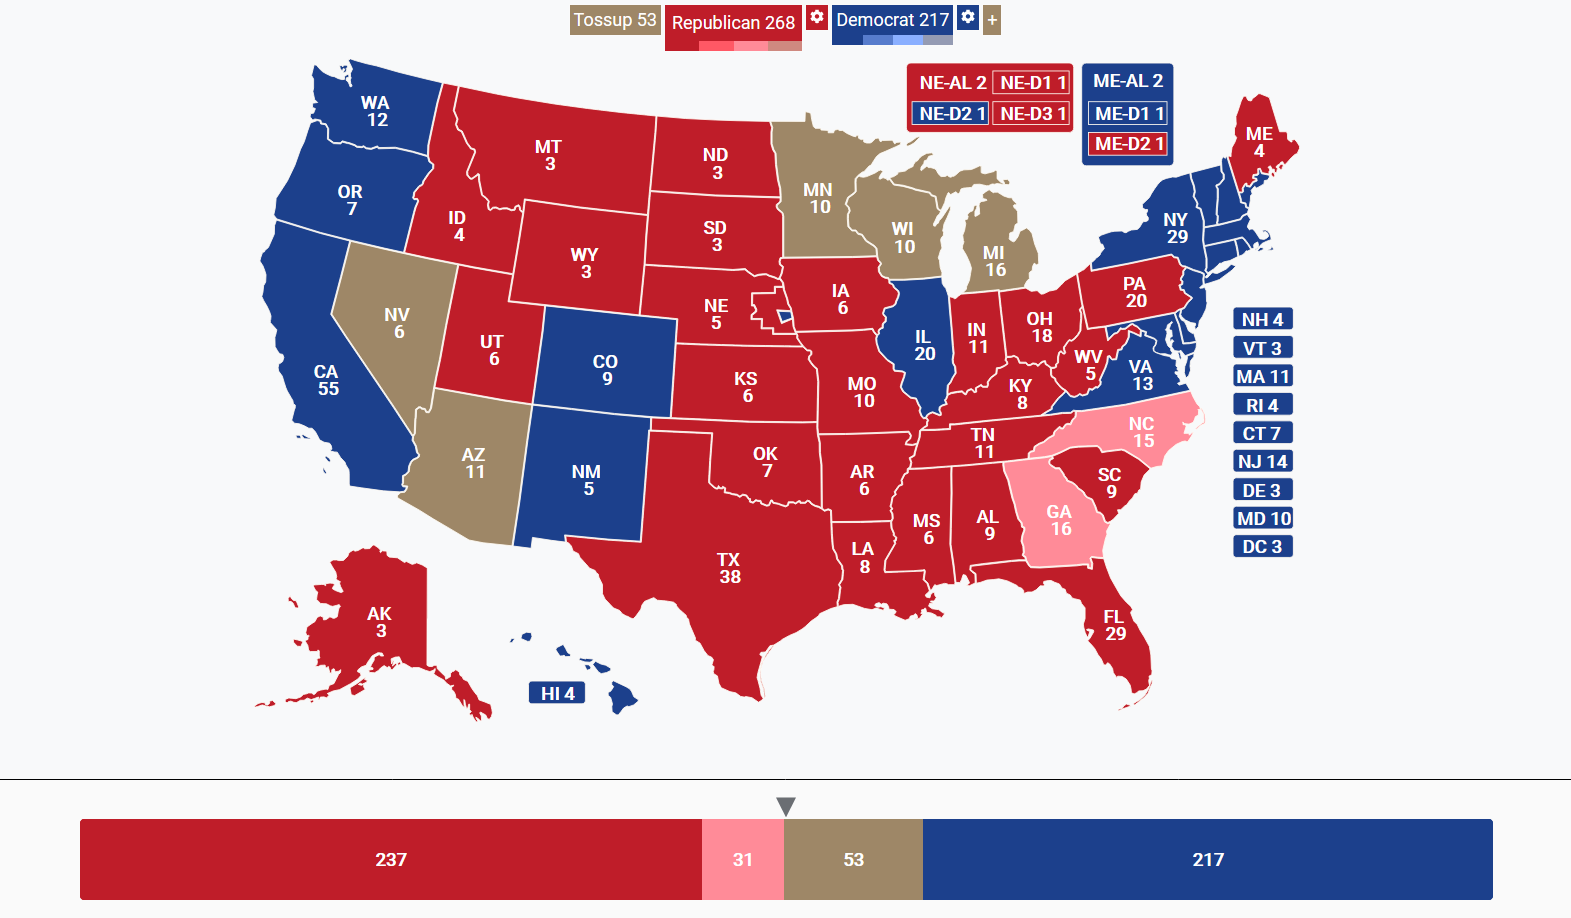 Tossup 53
Republican 268
Democrat 217
+
NE-AL 2
NE-D1 1
NE-D2 1
NE-D3 1
ME-AL 2
ME-D1 1
ME-D2 1
WA
12
OR
7
CA
55
NV
6
ID
4
MT
3
WY
3
UT
6
AZ
11
CO
9
NM
5
ND
3
SD
3
NE
5
KS
6
OK
7
TX
38
MN
10
IA
6
MO
10
AR
6
LA
8
WI
10
IL
20
MI
16
IN
11
OH
18
KY
8
TN
11
MS
6
AL
9
GA
16
FL
29
SC
9
NC
15
VA
13
WV
5
PA
20
NY
29
ME
4
NH 4
VT 3
MA 11
RI 4
CT 7
NJ 14
DE 3
MD 10
DC 3
AK
3
HI 4
237
31
53
217